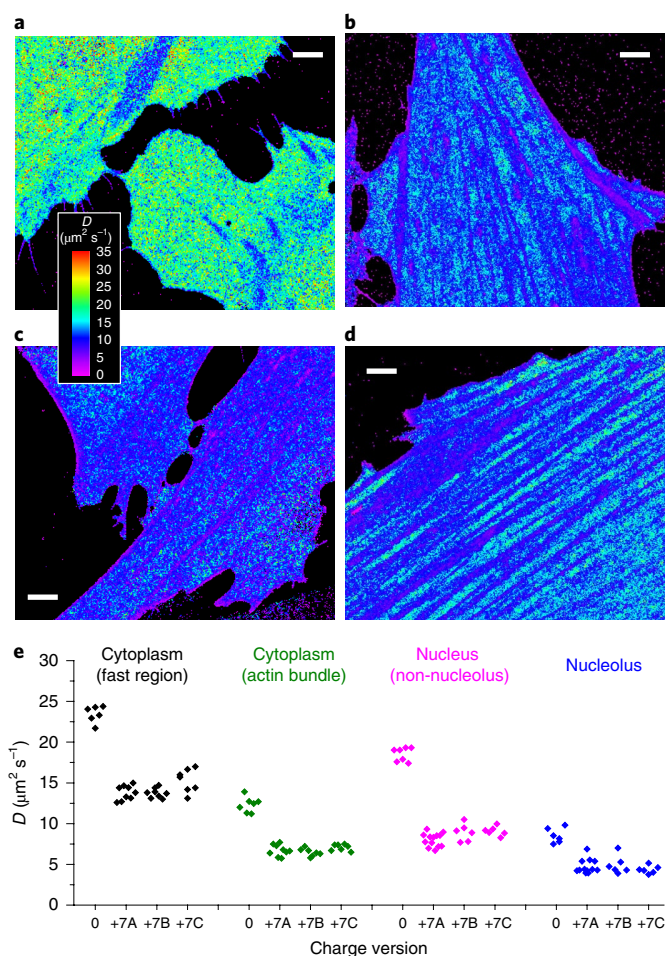 a
b
D
(μm² s⁻¹)
35
30
25
20
15
10
5
0
c
d
e
30
25
20
15
10
5
0
D (μm² s⁻¹)
Cytoplasm
(fast region)
Cytoplasm
(actin bundle)
Nucleus
(non-nucleolus)
Nucleolus
0 +7A +7B +7C 0 +7A +7B +7C 0 +7A +7B +7C 0 +7A +7B +7C
Charge version